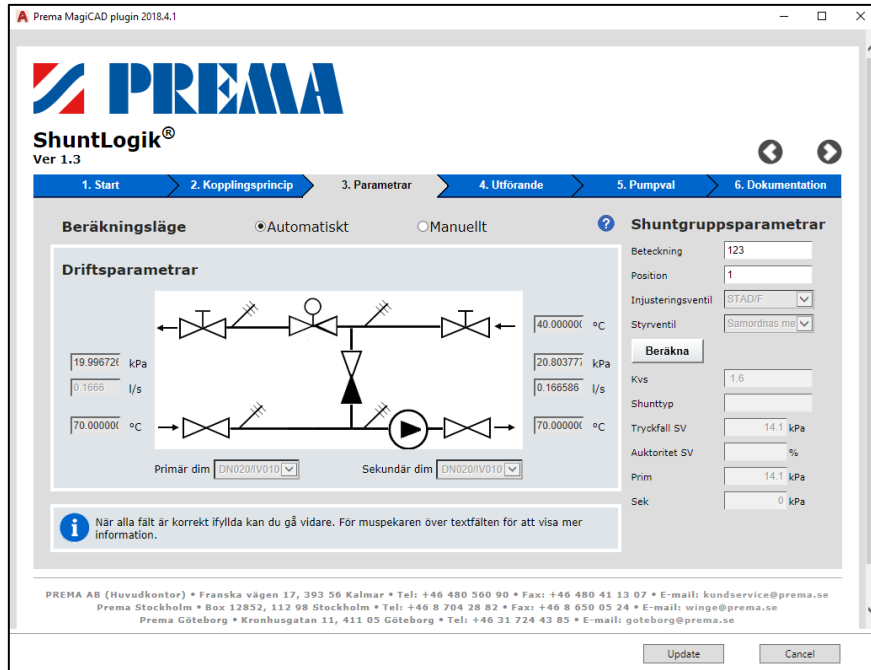 Prema MagiCAD plugin 2018.4.1
PREMA
ShuntLogik®
Ver 1.3
1. Start
2. Kopplingsprincip
3. Parametrar
4. Utförande
5. Pumpval
6. Dokumentation
Beräkningsläge
Automatiskt
Manuellt
?
Driftsparametrar
40.000000 °C
19.996726 kPa
20.803777 kPa
0.1666 l/s
0.166586 l/s
70.000000 °C
70.000000 °C
Primär dim DN020/IV010
Sekundär dim DN020/IV010
När alla fält är korrekt ifyllda kan du gå vidare. För muspekaren över textfälten för att visa mer
information.
Shuntgruppsparametrar
Beteckning 123
Position 1
Injusteringsventil STAD/F
Styrventil Samordnas me
Beräkna
Kvs 1.6
Shunttyp
Tryckfall SV 14.1 kPa
Auktoritet SV %
Prim 14.1 kPa
Sek 0 kPa
PREMA AB (Huvudkontor) • Franska vägen 17, 393 56 Kalmar • Tel: +46 480 560 90 • Fax: +46 480 41 13 07 • E-mail: kundservice@prema.se
Prema Stockholm • Box 12852, 112 98 Stockholm • Tel: +46 8 704 28 82 • Fax: +46 8 650 05 24 • E-mail: winge@prema.se
Prema Göteborg • Kronhusgatan 11, 411 05 Göteborg • Tel: +46 31 724 43 85 • E-mail: goteborg@prema.se
Update
Cancel